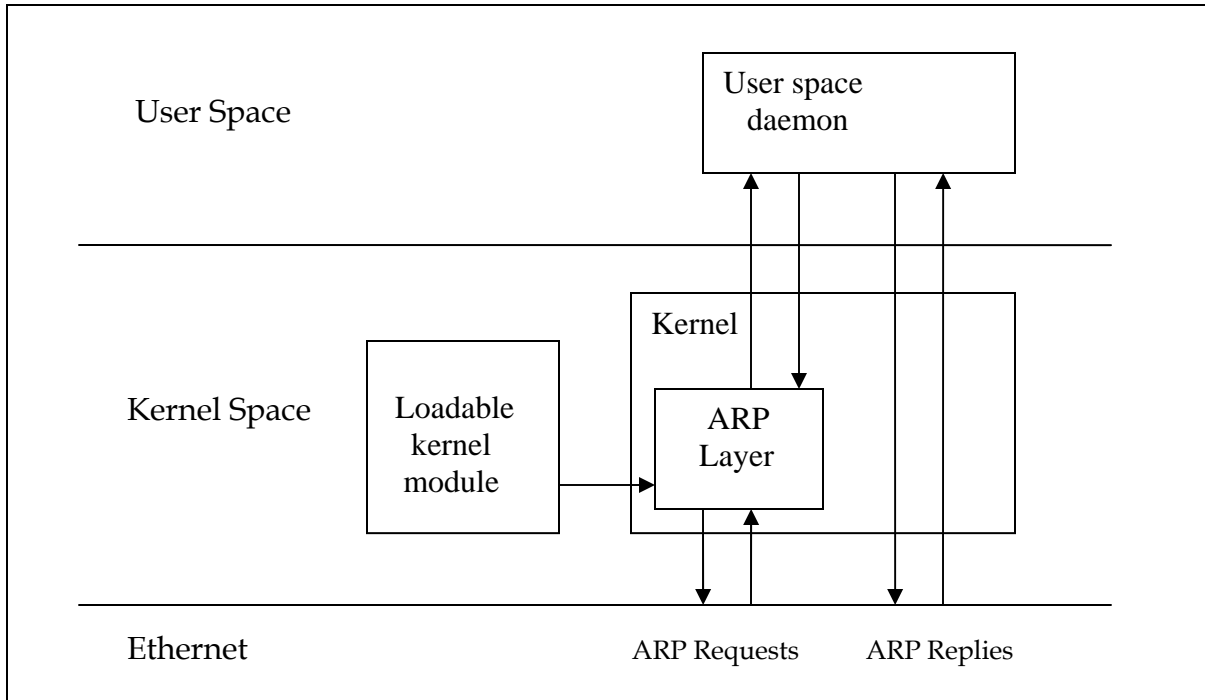 User Space
User space
daemon
Kernel Space
Loadable
kernel
module
Kernel
ARP
Layer
Ethernet
ARP Requests
ARP Replies